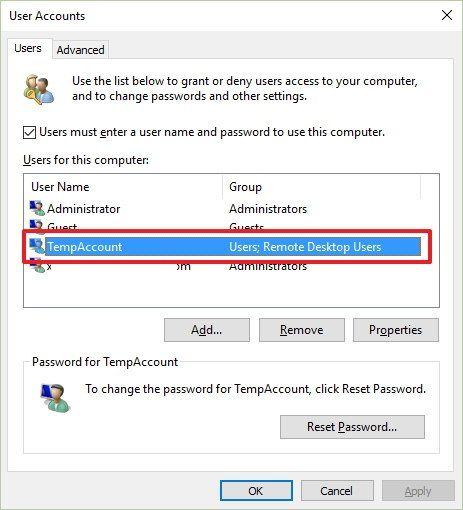 User Accounts
Users Advanced
Use the list below to grant or deny users access to your computer,
and to change passwords and other settings.
Users must enter a user name and password to use this computer.
Users for this computer:
User Name Group
Administrator Administrators
Guest Guests
TempAccount Users; Remote Desktop Users
x om Administrators
Add... Remove Properties
Password for TempAccount
To change the password for TempAccount, click Reset Password.
Reset Password...
OK Cancel Apply